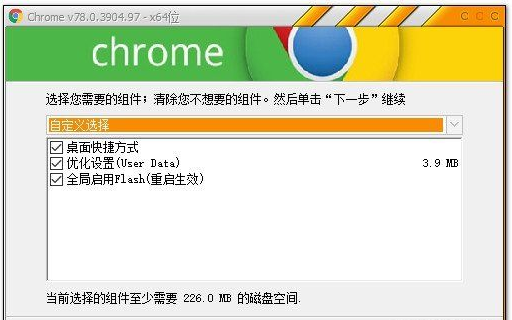 Chrome v78.0.3904.97 - x64位
chrome
选择您需要的组件；清除您不想要的组件。然后单击“下一步”继续
自定义选择
桌面快捷方式
优化设置(User Data) 3.9 MB
全局启用Flash(重启生效)
当前选择的组件至少需要 226.0 MB 的磁盘空间.